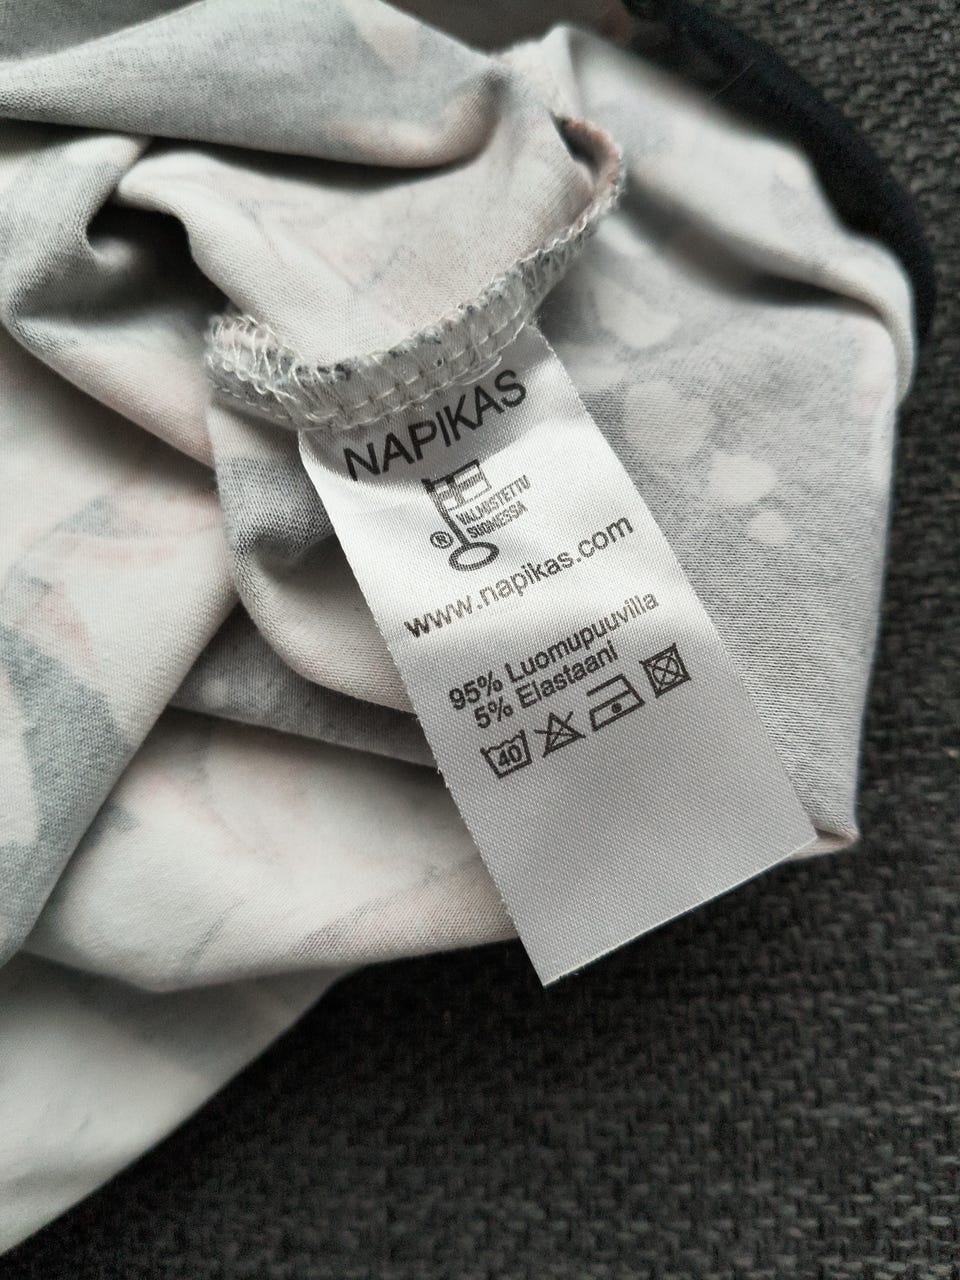 NAPIKAS
VALMISTETTU
SUOMESSA
®
www.napikas.com
95% Luomupuuvilla
5% Elastaani
40